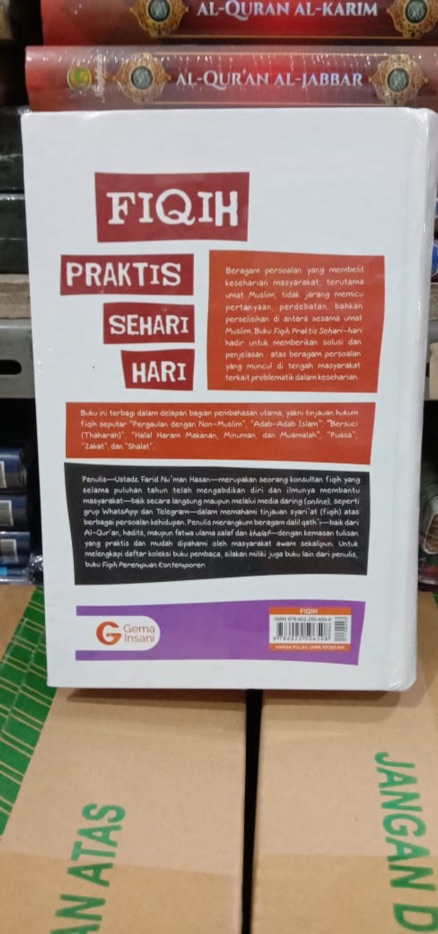 AL-QURAN AL-KARIM
AL-QUR'AN AL-JABBAR
FIQIH
PRAKTIS
SEHARI
HARI
Beragam persoalan yang membelit
keseharian masyarakat, terutama
umat Muslim, tidak jarang memicu
pertanyaan, perdebatan, bahkan
perselisihan di antara sesama umat
Muslim. Buku Fiqih Praktis Sehari-hari
hadir untuk memberikan solusi dan
penjelasan atas beragam persoalan
yang muncul di tengah masyarakat
terkait problematik dalam keseharian.
Buku ini terbagi dalam delapan bagian pembahasan utama, yakni tinjauan hukum
fiqih seputar "Pergaulan dengan Non-Muslim", "Adab-Adab Islam", "Bersuci
(Thaharah)", "Halal Haram Makanan, Minuman, dan Muamalah", "Puasa",
"Zakat", dan "Shalat".
Penulis—Ustadz Farid Nu'man Hasan—merupakan seorang konsultan fiqih yang
selama puluhan tahun telah mengabdikan diri dan ilmunya membantu
masyarakat—baik secara langsung maupun melalui media daring (online), seperti
grup WhatsApp dan Telegram—dalam memahami tinjauan syari'at (fiqih) atas
berbagai persoalan kehidupan. Penulis merangkum beragam dalil qath'i—baik dari
Al-Qur'an, hadits, maupun fatwa ulama salaf dan khalaf—dengan kemasan tulisan
yang praktis dan mudah dipahami oleh masyarakat awam sekalipun. Untuk
melengkapi daftar koleksi buku pembaca, silakan miliki juga buku lain dari penulis,
buku Fiqih Perempuan Kontemporer.
Gema
Insani
FIQIH
HARGA PULAU JAWA
AN ATAS
JANGAN D